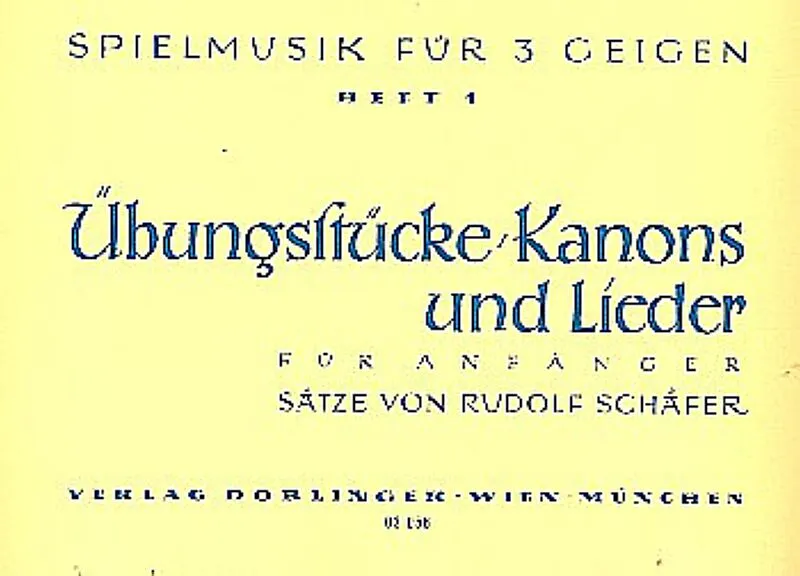 SPIELMUSIK FÜR 3 GEIGEN
HEFT 1
Übungsstücke, Kanons
und Lieder
FÜR ANFÄNGER
SÄTZE VON RUDOLF SCHÄFER
VERLAG DOBLINGER · WIEN · MÜNCHEN